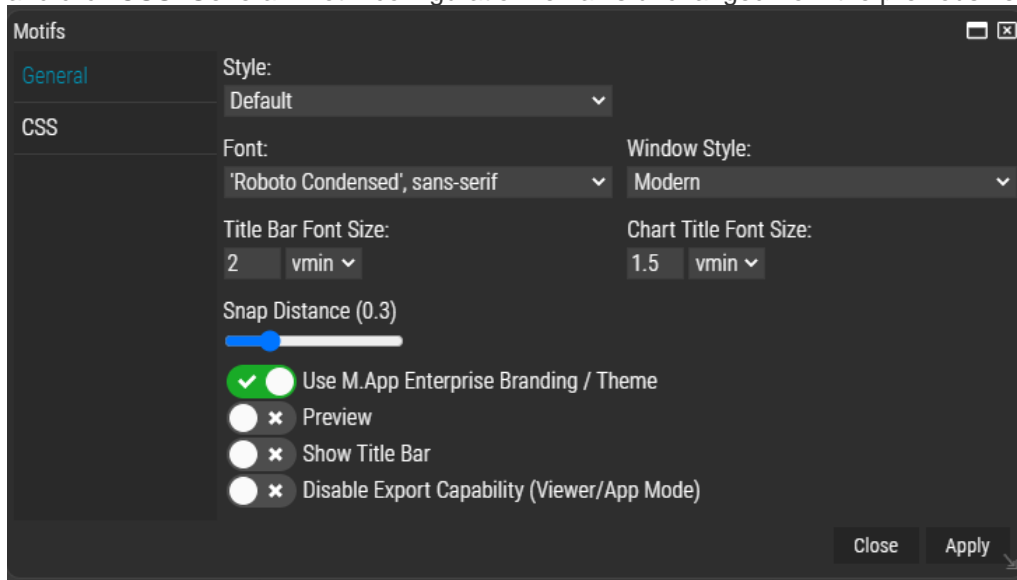 Motifs
General
CSS
Style:
Default
Font:
Window Style:
'Roboto Condensed', sans-serif
Modern
Title Bar Font Size:
Chart Title Font Size:
2 vmin
1.5 vmin
Snap Distance (0.3)
Use M.App Enterprise Branding / Theme
Preview
Show Title Bar
Disable Export Capability (Viewer/App Mode)
Close Apply